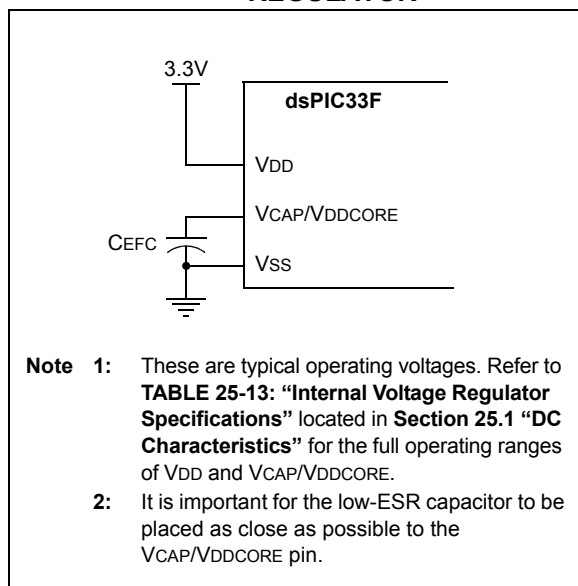 REGULATOR
3.3V
dsPIC33F
VDD
VCAP/VDDCORE
CEFC
VSS
Note 1: These are typical operating voltages. Refer to
TABLE 25-13: “Internal Voltage Regulator
Specifications” located in Section 25.1 “DC
Characteristics” for the full operating ranges
of VDD and VCAP/VDDCORE.
2: It is important for the low-ESR capacitor to be
placed as close as possible to the
VCAP/VDDCORE pin.